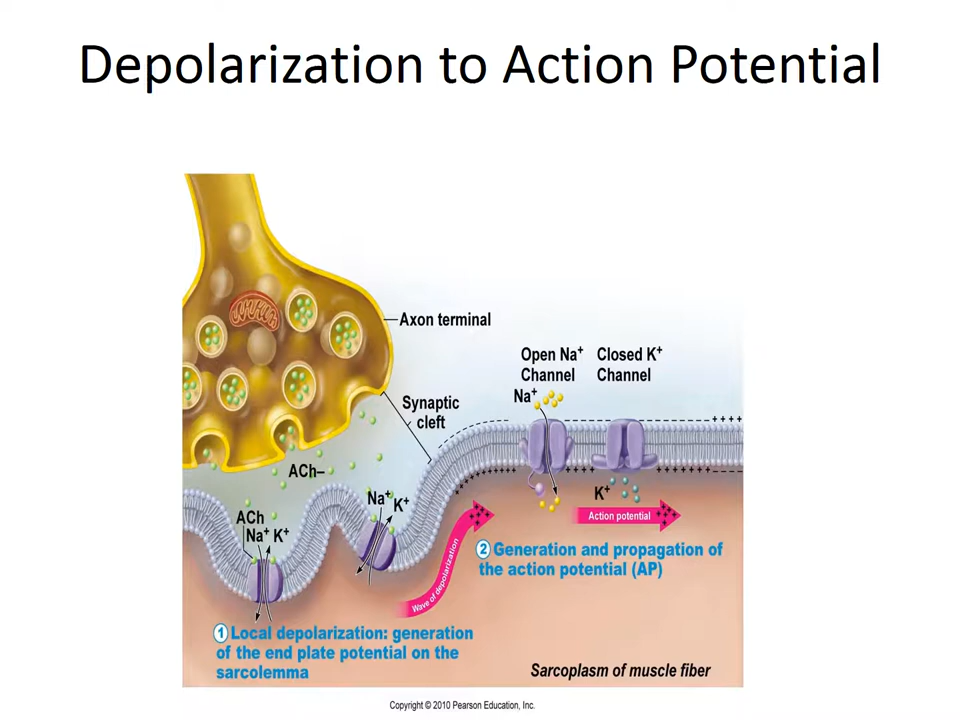 Depolarization to Action Potential
Axon terminal
Open Na+ Closed K+
Channel Channel
Na+
Synaptic
cleft
++++
ACh–
Na+ K+
ACh
Na+ K+
K+
Action potential
Wave of depolarization
2 Generation and propagation of
the action potential (AP)
1 Local depolarization: generation
of the end plate potential on the
sarcolemma
Sarcoplasm of muscle fiber
Copyright © 2010 Pearson Education, Inc.